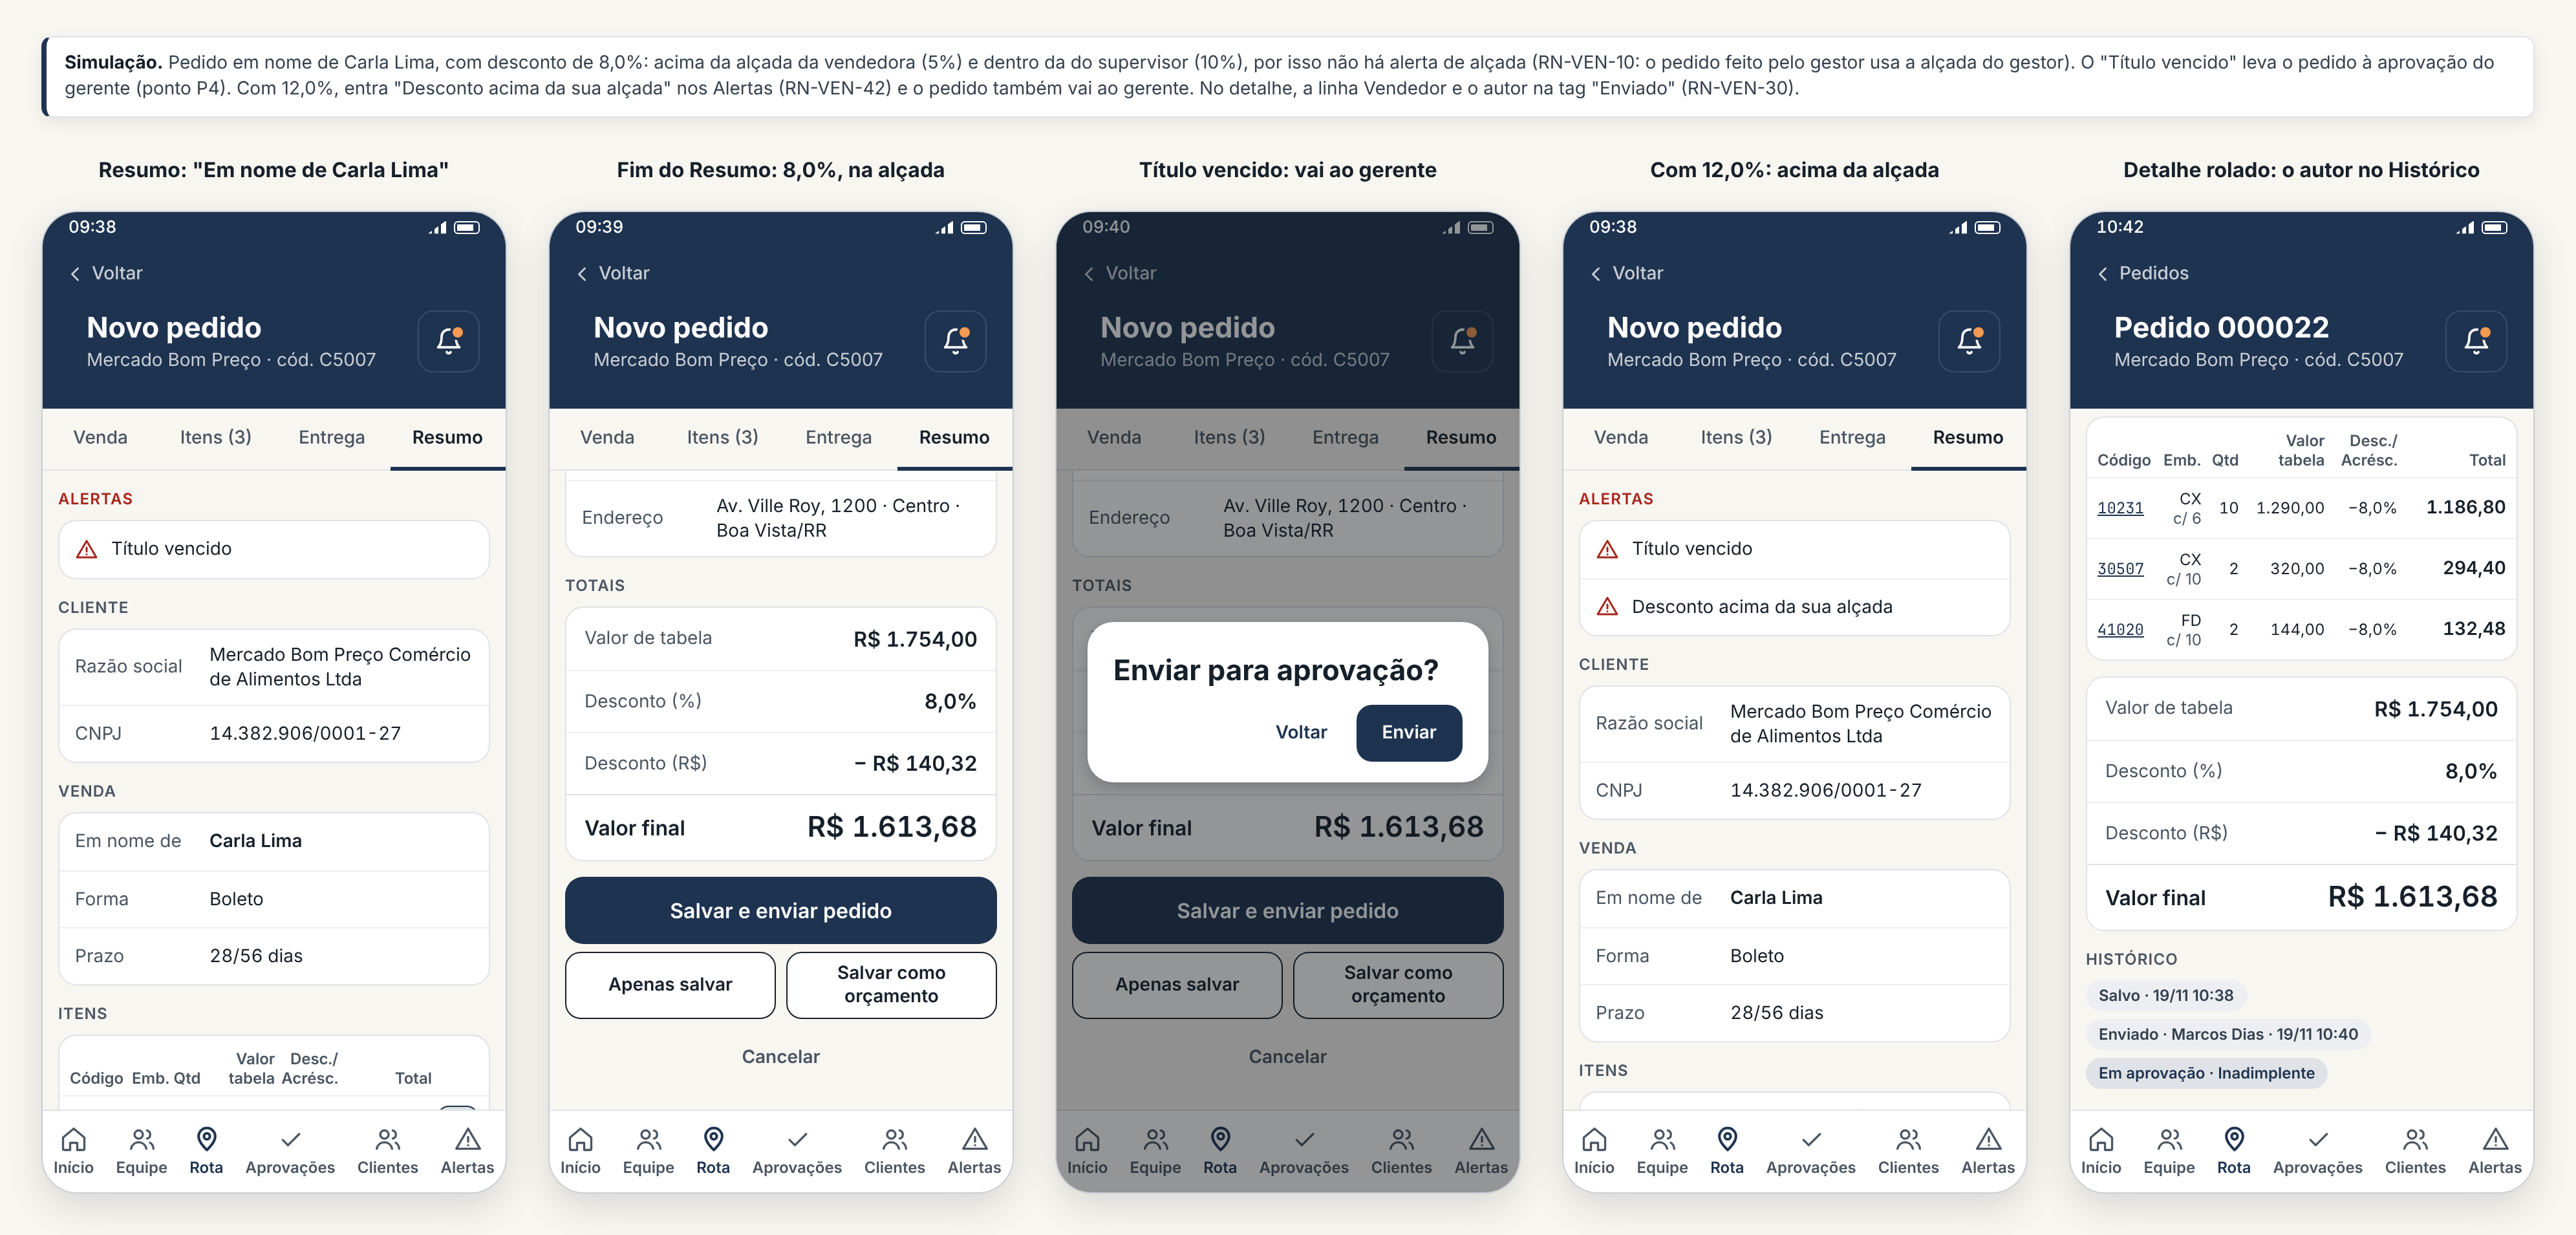 Simulação. Pedido em nome de Carla Lima, com desconto de 8,0%: acima da alçada da vendedora (5%) e dentro da do supervisor (10%), por isso não há alerta de alçada (RN-VEN-10: o pedido feito pelo gestor usa a alçada do gestor). O "Título vencido" leva o pedido à aprovação do
gerente (ponto P4). Com 12,0%, entra "Desconto acima da sua alçada" nos Alertas (RN-VEN-42) e o pedido também vai ao gerente. No detalhe, a linha Vendedor e o autor na tag "Enviado" (RN-VEN-30).
Resumo: "Em nome de Carla Lima"
09:38
Voltar
Novo pedido
Mercado Bom Preço · cód. C5007
Venda Itens (3) Entrega Resumo
ALERTAS
Título vencido
CLIENTE
Razão social Mercado Bom Preço Comércio
de Alimentos Ltda
CNPJ 14.382.906/0001-27
VENDA
Em nome de Carla Lima
Forma Boleto
Prazo 28/56 dias
ITENS
Valor Desc./
Código Emb. Qtd tabela Acrésc. Total
Início Equipe Rota Aprovações Clientes Alertas
Fim do Resumo: 8,0%, na alçada
09:39
Voltar
Novo pedido
Mercado Bom Preço · cód. C5007
Venda Itens (3) Entrega Resumo
Endereço Av. Ville Roy, 1200 · Centro ·
Boa Vista/RR
TOTAIS
Valor de tabela R$ 1.754,00
Desconto (%) 8,0%
Desconto (R$) − R$ 140,32
Valor final R$ 1.613,68
Salvar e enviar pedido
Apenas salvar
Salvar como
orçamento
Cancelar
Início Equipe Rota Aprovações Clientes Alertas
Título vencido: vai ao gerente
09:40
Voltar
Novo pedido
Mercado Bom Preço · cód. C5007
Venda Itens (3) Entrega Resumo
Endereço Av. Ville Roy, 1200 · Centro ·
Boa Vista/RR
TOTAIS
Enviar para aprovação?
Voltar Enviar
Valor final R$ 1.613,68
Salvar e enviar pedido
Apenas salvar
Salvar como
orçamento
Cancelar
Início Equipe Rota Aprovações Clientes Alertas
Com 12,0%: acima da alçada
09:38
Voltar
Novo pedido
Mercado Bom Preço · cód. C5007
Venda Itens (3) Entrega Resumo
ALERTAS
Título vencido
Desconto acima da sua alçada
CLIENTE
Razão social Mercado Bom Preço Comércio
de Alimentos Ltda
CNPJ 14.382.906/0001-27
VENDA
Em nome de Carla Lima
Forma Boleto
Prazo 28/56 dias
ITENS
Início Equipe Rota Aprovações Clientes Alertas
Detalhe rolado: o autor no Histórico
10:42
Pedidos
Pedido 000022
Mercado Bom Preço · cód. C5007
Valor Desc./
Código Emb. Qtd tabela Acrésc. Total
10231 CX c/ 6 10 1.290,00 −8,0% 1.186,80
30507 CX c/ 10 2 320,00 −8,0% 294,40
41020 FD c/ 10 2 144,00 −8,0% 132,48
Valor de tabela R$ 1.754,00
Desconto (%) 8,0%
Desconto (R$) − R$ 140,32
Valor final R$ 1.613,68
HISTÓRICO
Salvo · 19/11 10:38
Enviado · Marcos Dias · 19/11 10:40
Em aprovação · Inadimplente
Início Equipe Rota Aprovações Clientes Alertas